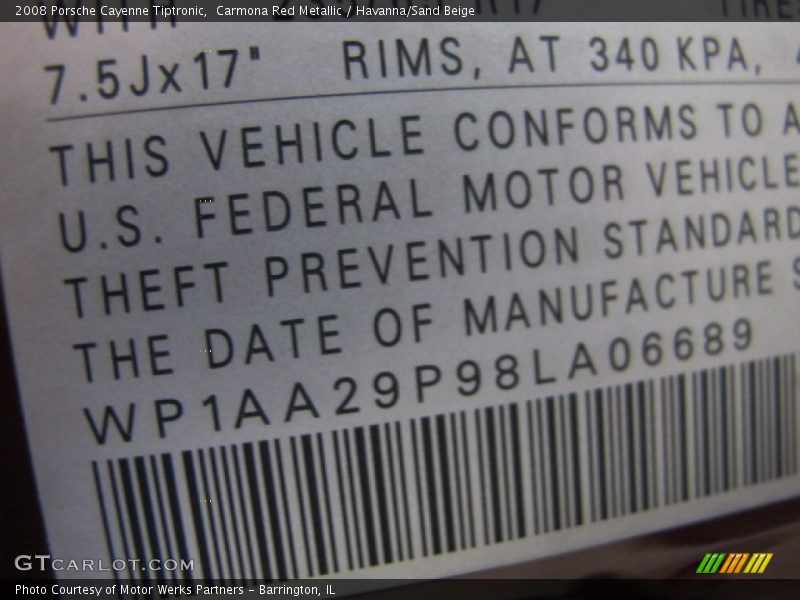 2008 Porsche Cayenne Tiptronic,  Carmona Red Metallic / Havanna/Sand Beige
7.5Jx17"  RIMS, AT 340 KPA,
THIS VEHICLE CONFORMS TO A
U.S. FEDERAL MOTOR VEHICLE
THEFT PREVENTION STANDARD
THE DATE OF MANUFACTURE S
WP1AA29P98LA06689
GTCARLOT.COM
Photo Courtesy of Motor Werks Partners - Barrington, IL